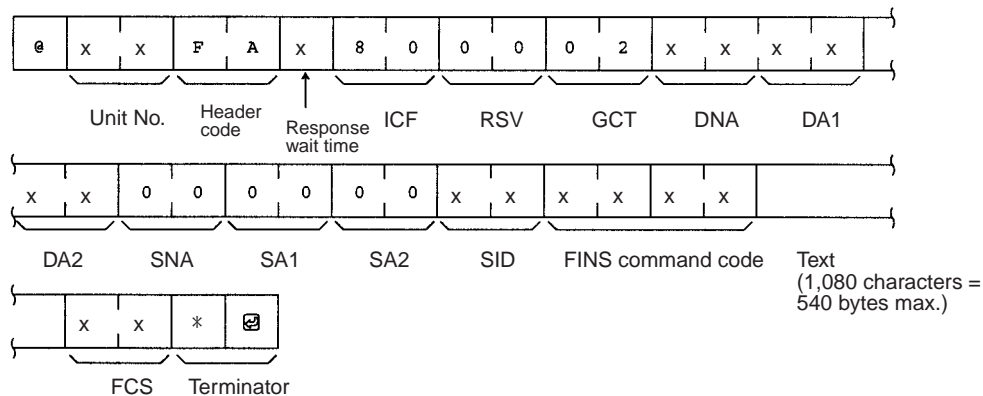 @ x x F A x 8 0 0 0 0 2 x x x x
Unit No. Header code Response wait time ICF RSV GCT DNA DA1
x x 0 0 0 0 0 0 x x x x x x
DA2 SNA SA1 SA2 SID FINS command code Text
(1,080 characters =
540 bytes max.)
x x * ↵
FCS Terminator